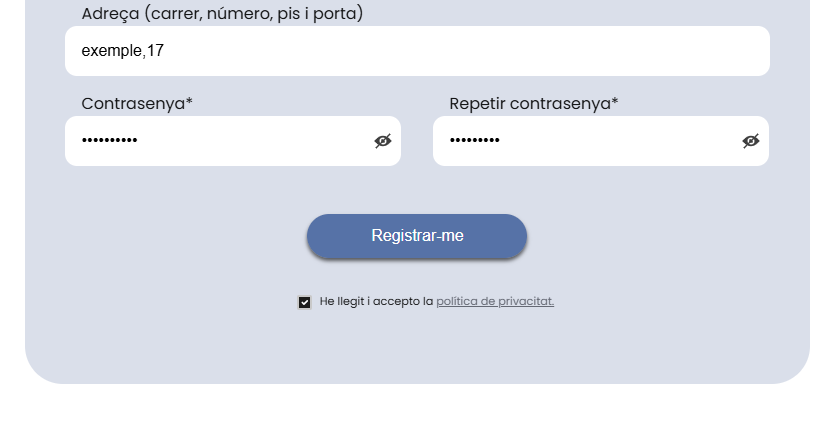 Adreça (carrer, número, pis i porta)
exemple,17
Contrasenya*
Repetir contrasenya*
••••••••••
•••••••••
Registrar-me
He llegit i accepto la política de privacitat.